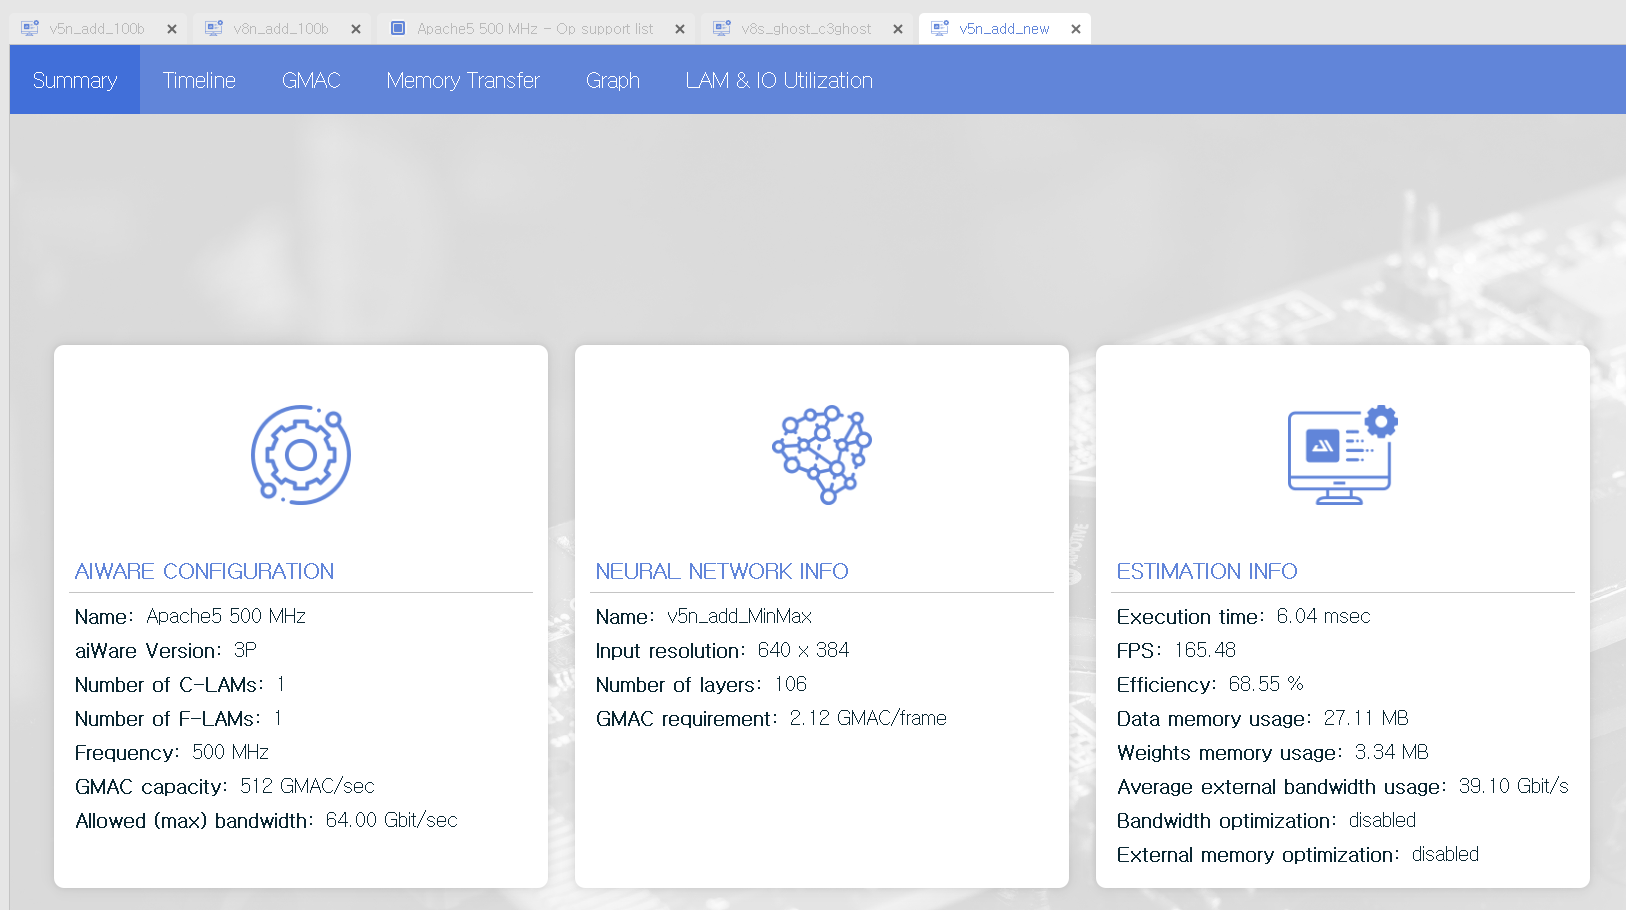 v5n_add_100b
v8n_add_100b
Apache5 500 MHz - Op support list
v8s_ghost_c3ghost
v5n_add_new
Summary
Timeline
GMAC
Memory Transfer
Graph
LAM & IO Utilization
AIWARE CONFIGURATION
Name: Apache5 500 MHz
aiWare Version: 3P
Number of C-LAMs: 1
Number of F-LAMs: 1
Frequency: 500 MHz
GMAC capacity: 512 GMAC/sec
Allowed (max) bandwidth: 64.00 Gbit/sec
NEURAL NETWORK INFO
Name: v5n_add_MinMax
Input resolution: 640 x 384
Number of layers: 106
GMAC requirement: 2.12 GMAC/frame
ESTIMATION INFO
Execution time: 6.04 msec
FPS: 165.48
Efficiency: 68.55 %
Data memory usage: 27.11 MB
Weights memory usage: 3.34 MB
Average external bandwidth usage: 39.10 Gbit/s
Bandwidth optimization: disabled
External memory optimization: disabled